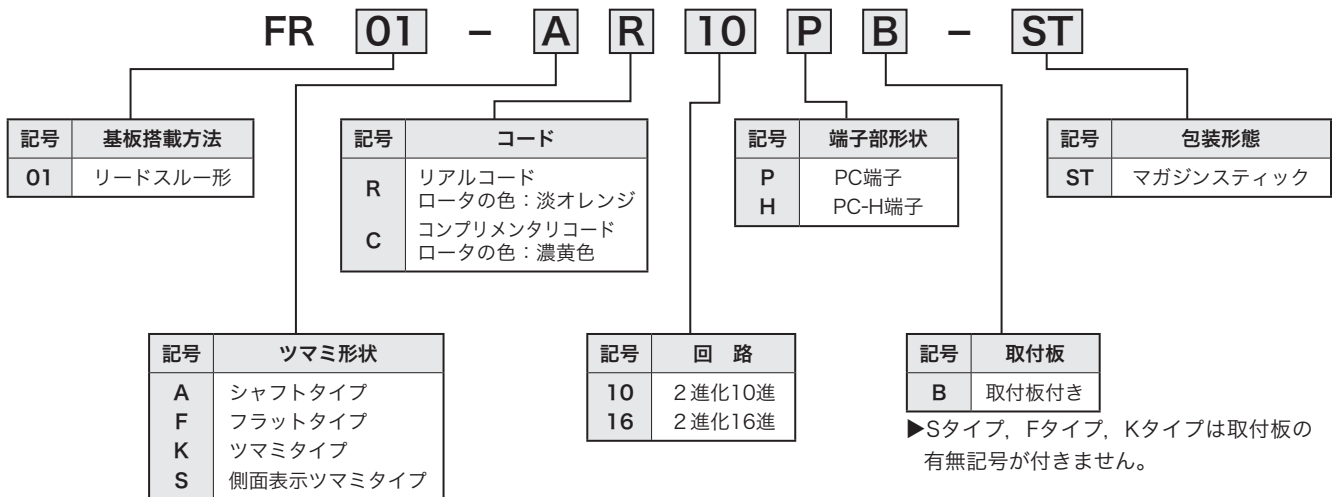 FR 01 – A R 10 P B – ST
記号 基板搭載方法
01 リードスルー形
記号 コード
R リアルコード
ロータの色：淡オレンジ
C コンプリメンタリコード
ロータの色：濃黄色
記号 端子部形状
P PC端子
H PC-H端子
記号 包装形態
ST マガジンスティック
記号 ツマミ形状
A シャフトタイプ
F フラットタイプ
K ツマミタイプ
S 側面表示ツマミタイプ
記号 回　路
10 2進化10進
16 2進化16進
記号 取付板
B 取付板付き
▶Sタイプ，Fタイプ，Kタイプは取付板の
有無記号が付きません。